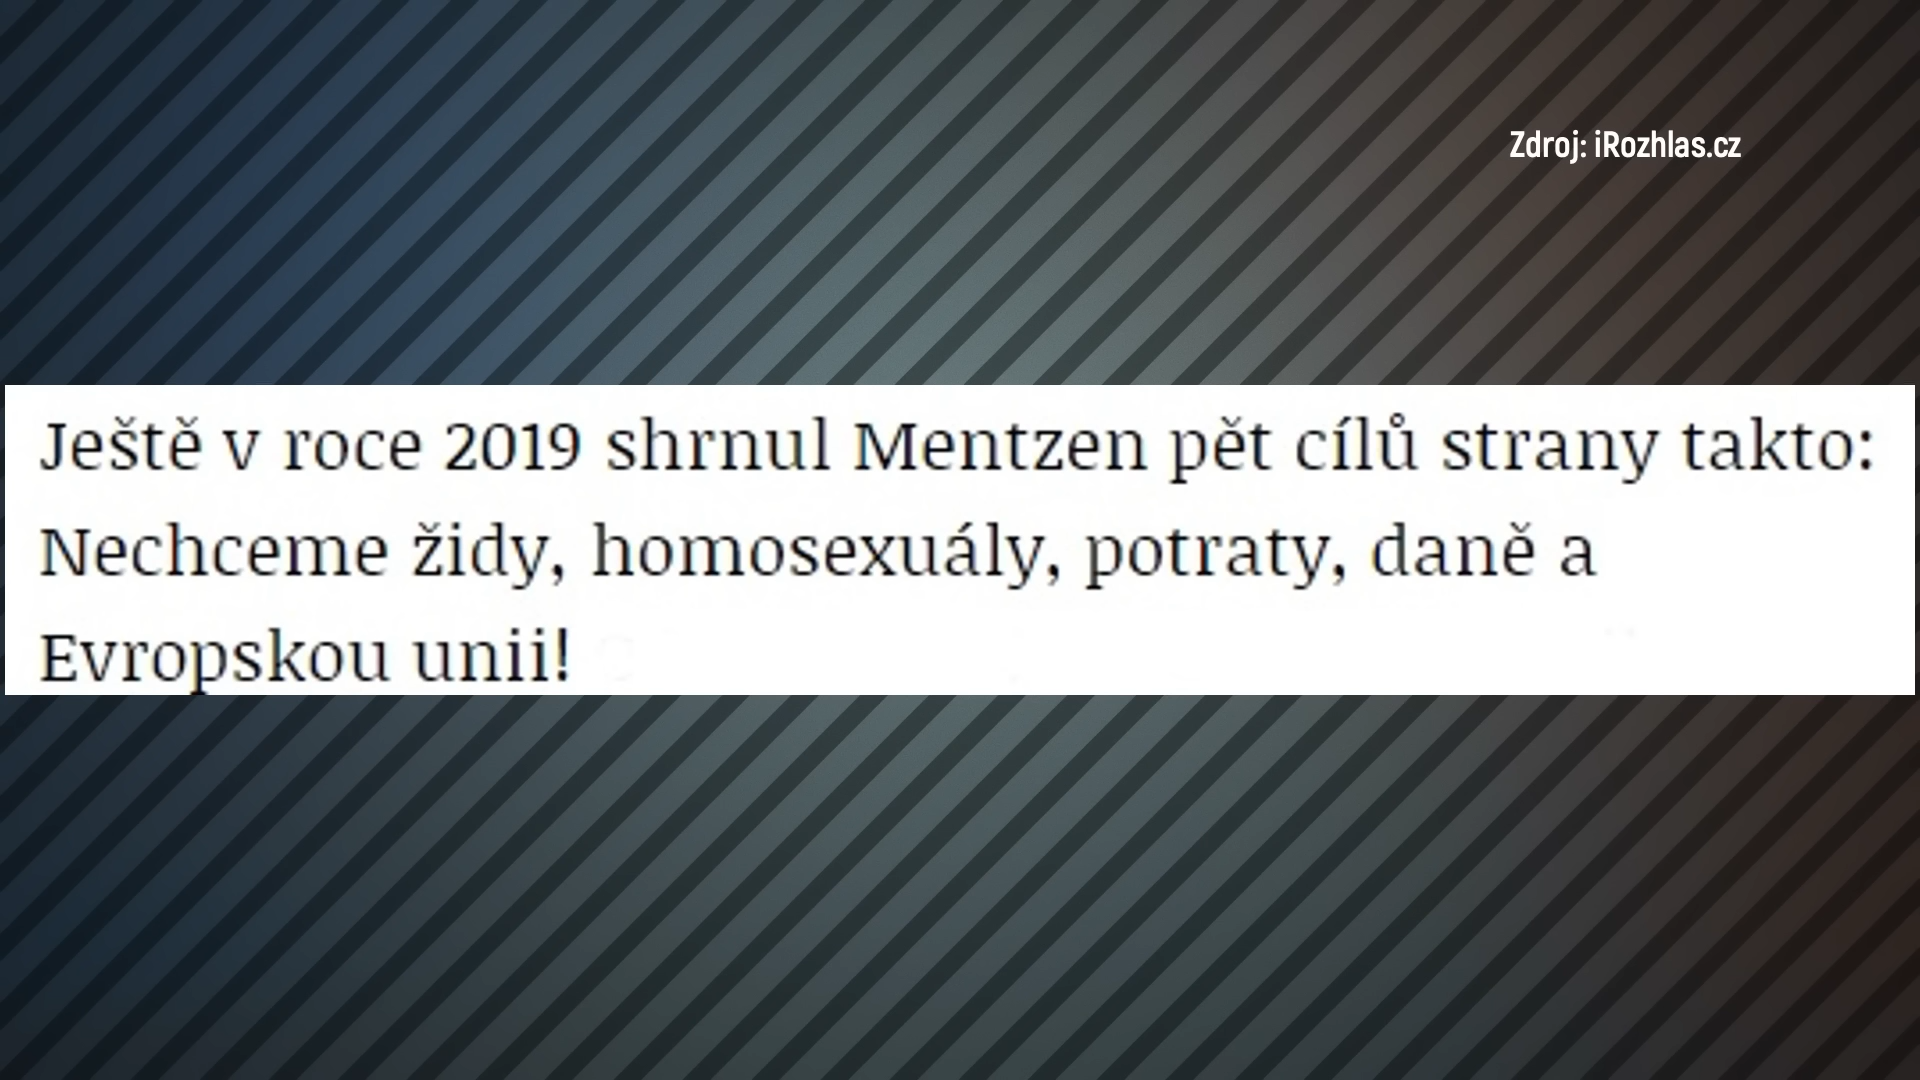 Zdroj: iRozhlas.cz
Ještě v roce 2019 shrnul Mentzen pět cílů strany takto:
Nechceme židy, homosexuály, potraty, daně a
Evropskou unii!